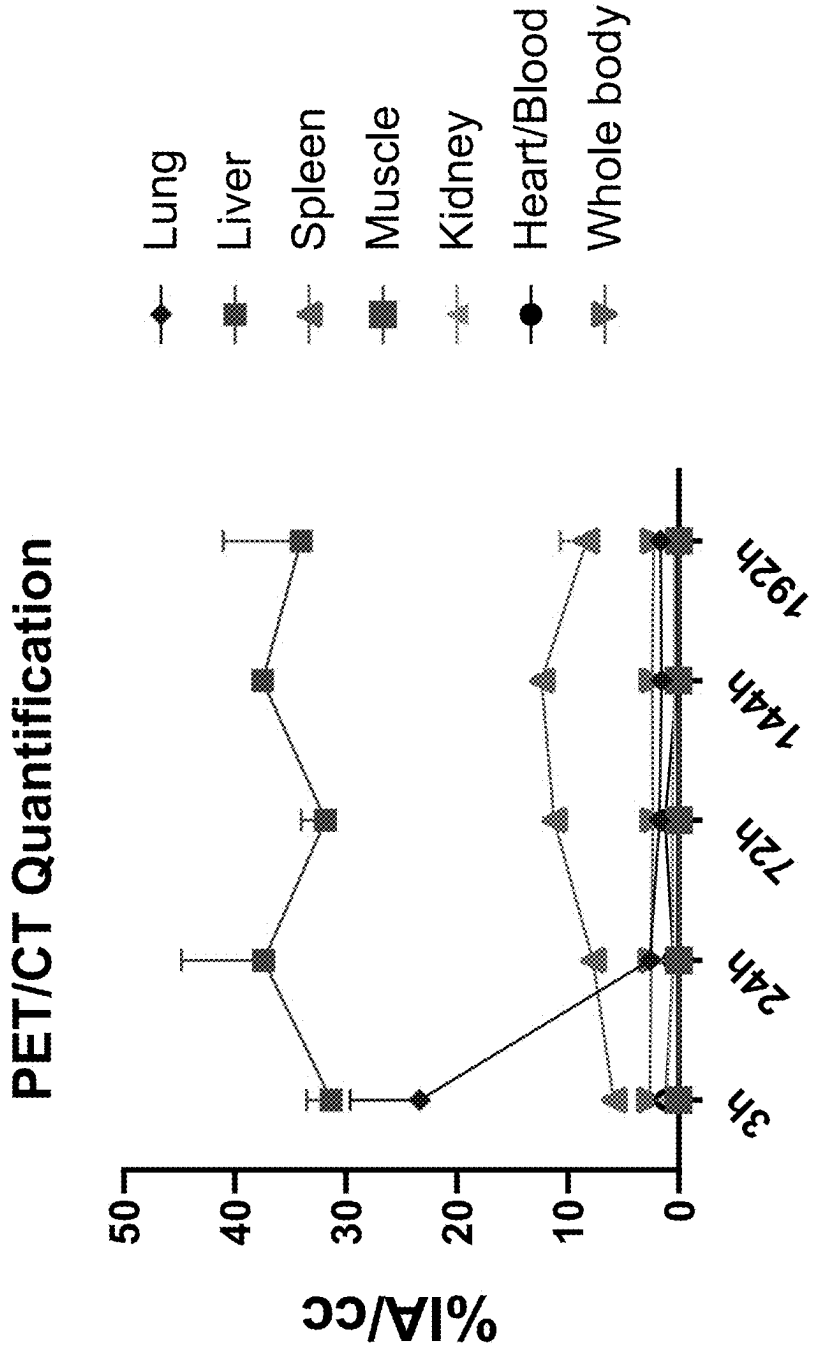 PET/CT Quantification
%IA/cc
50
40
30
20
10
0
3h
24h
72h
144h
192h
Lung
Liver
Spleen
Muscle
Kidney
Heart/Blood
Whole body